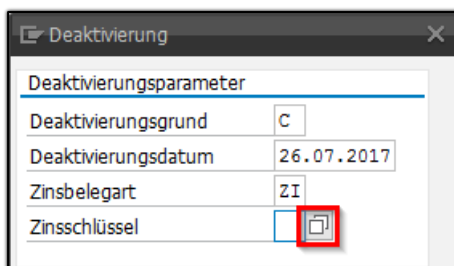 Deaktivierung
Deaktivierungsparameter
Deaktivierungsgrund C
Deaktivierungsdatum 26.07.2017
Zinsbelegart ZI
Zinsschlüssel